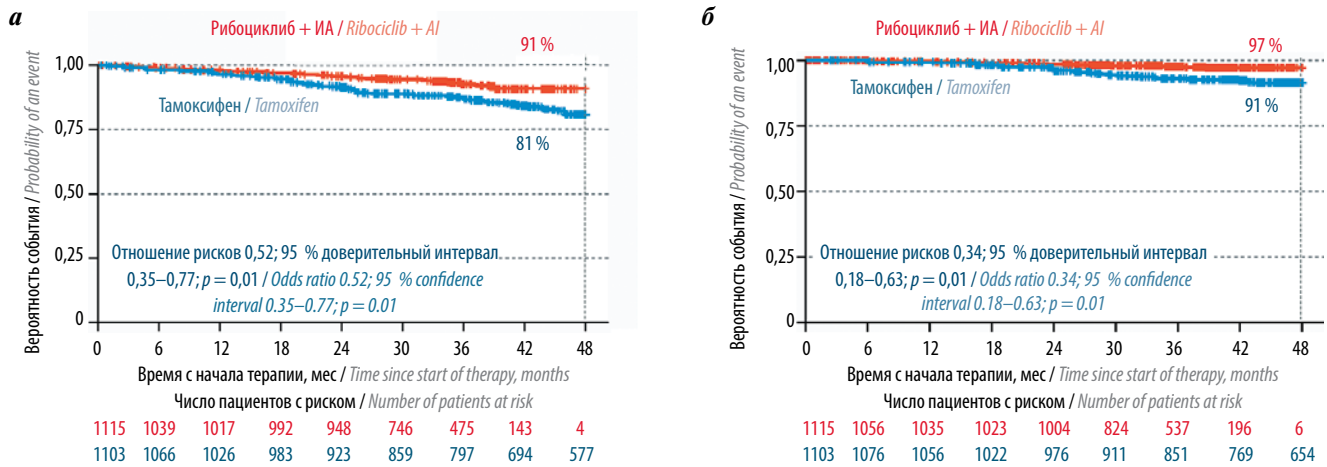 а
Рибоциклиб + ИА / Ribociclib + AI
91 %
1,00
Тамоксифен / Tamoxifen
0,75
81 %
0,50
0,25
Отношение рисков 0,52; 95 % доверительный интервал
0,35–0,77; p = 0,01 / Odds ratio 0.52; 95 % confidence
interval 0.35–0.77; p = 0.01
0
Вероятность события / Probability of an event
0 6 12 18 24 30 36 42 48
Время с начала терапии, мес / Time since start of therapy, months
Число пациентов с риском / Number of patients at risk
1115 1039 1017 992 948 746 475 143 4
1103 1066 1026 983 923 859 797 694 577
б
Рибоциклиб + ИА / Ribociclib + AI
97 %
1,00
Тамоксифен / Tamoxifen
91 %
0,75
0,50
0,25
Отношение рисков 0,34; 95 % доверительный интервал
0,18–0,63; p = 0,01 / Odds ratio 0.34; 95 % confidence
interval 0.18–0.63; p = 0.01
0
Вероятность события / Probability of an event
0 6 12 18 24 30 36 42 48
Время с начала терапии, мес / Time since start of therapy, months
Число пациентов с риском / Number of patients at risk
1115 1056 1035 1023 1004 824 537 196 6
1103 1076 1056 1022 976 911 851 769 654